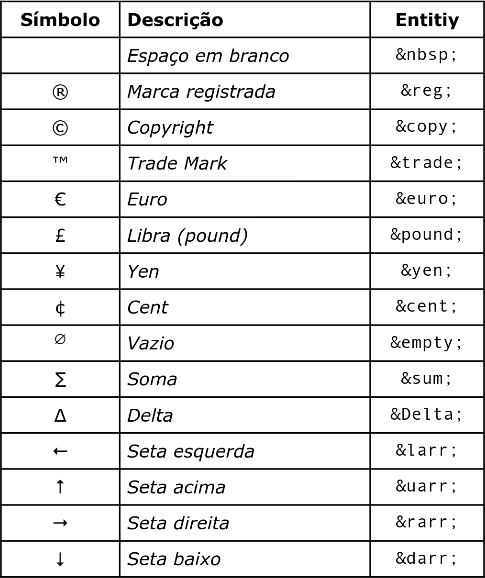 Símbolo Descrição Entitiy
Espaço em branco &nbsp;
® Marca registrada &reg;
© Copyright &copy;
™ Trade Mark &trade;
€ Euro &euro;
£ Libra (pound) &pound;
¥ Yen &yen;
¢ Cent &cent;
∅ Vazio &empty;
∑ Soma &sum;
Δ Delta &Delta;
← Seta esquerda &larr;
↑ Seta acima &uarr;
→ Seta direita &rarr;
↓ Seta baixo &darr;